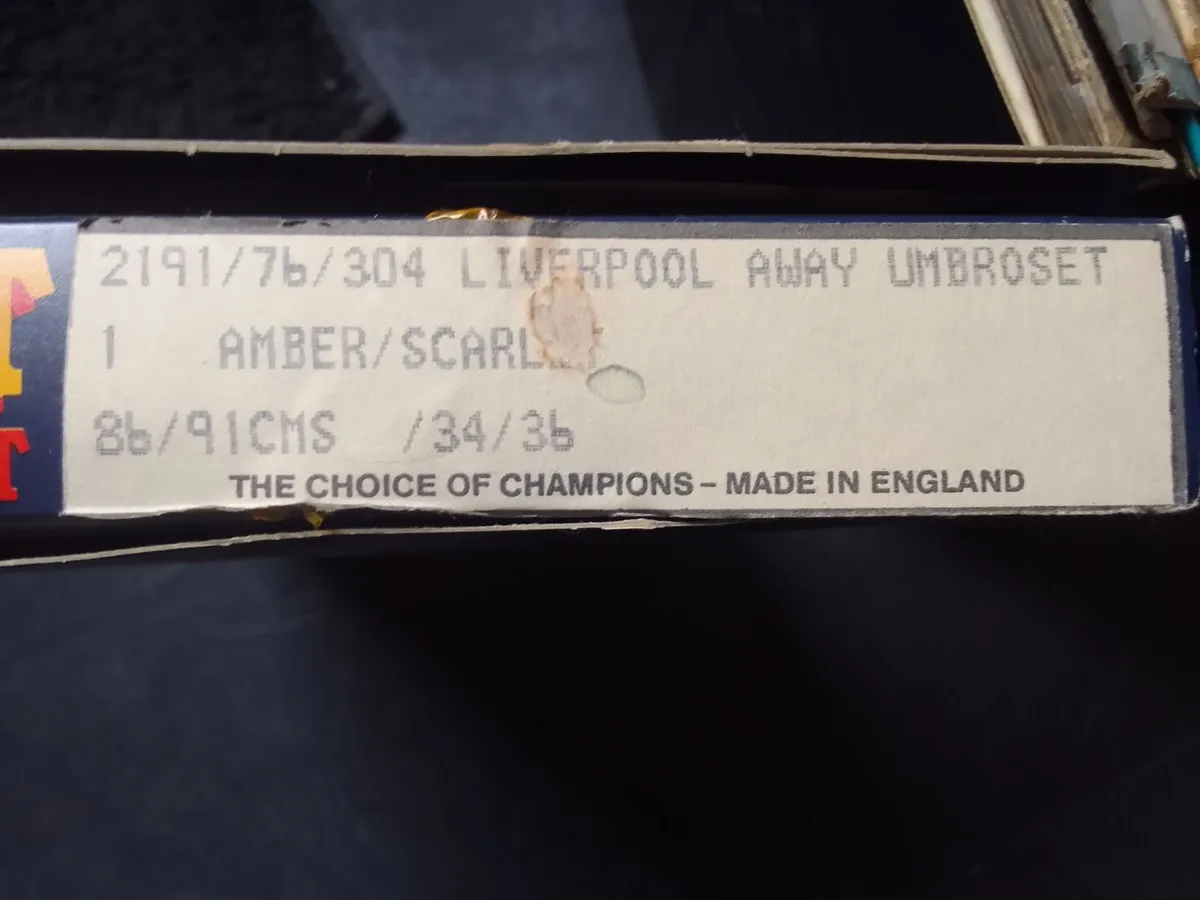 2191/76/304 LIVERPOOL AWAY UMBROSET
1 AMBER/
86/91CMS /34/36
THE CHOICE OF CHAMPIONS – MADE IN ENGLAND